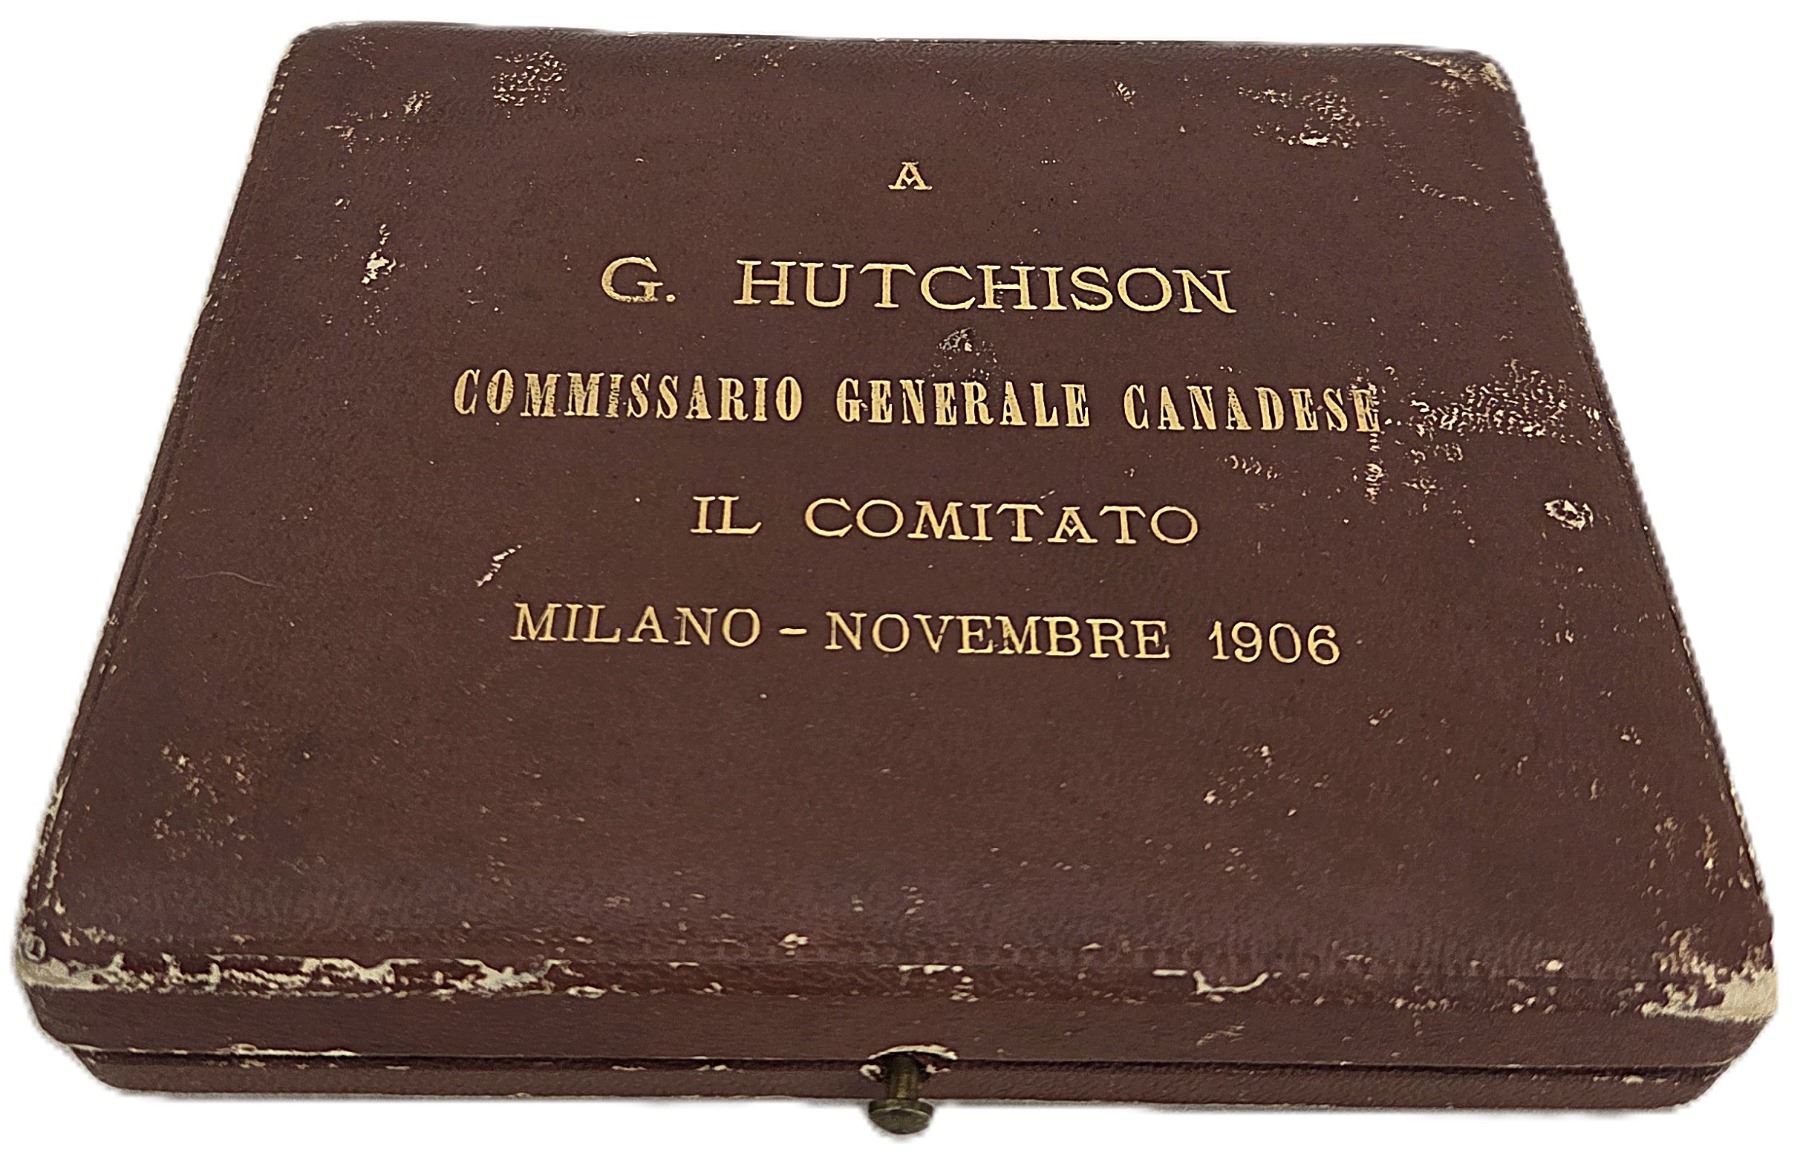 A
G. HUTCHISON
COMMISSARIO GENERALE CANADESE
IL COMITATO
MILANO - NOVEMBRE 1906